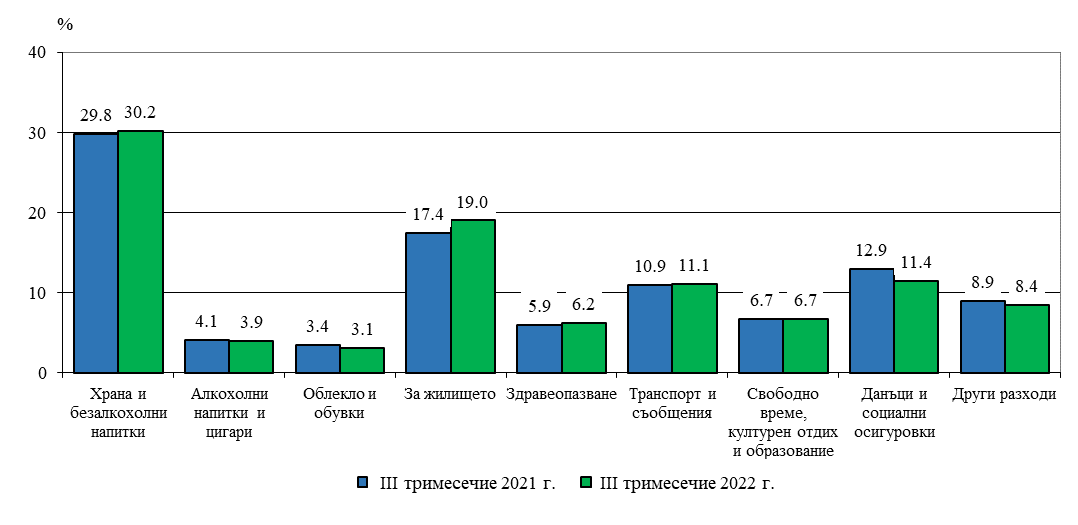 %
40
30
20
10
0
29.8 30.2
4.1 3.9
3.4 3.1
17.4 19.0
5.9 6.2
10.9 11.1
6.7 6.7
12.9 11.4
8.9 8.4
Храна и
безалкохолни
напитки
Алкохолни
напитки и
цигари
Облекло и
обувки
За жилището
Здравеопазване
Транспорт и
съобщения
Свободно
време,
културен отдих
и образование
Данъци и
социални
осигуровки
Други разходи
III тримесечие 2021 г. III тримесечие 2022 г.